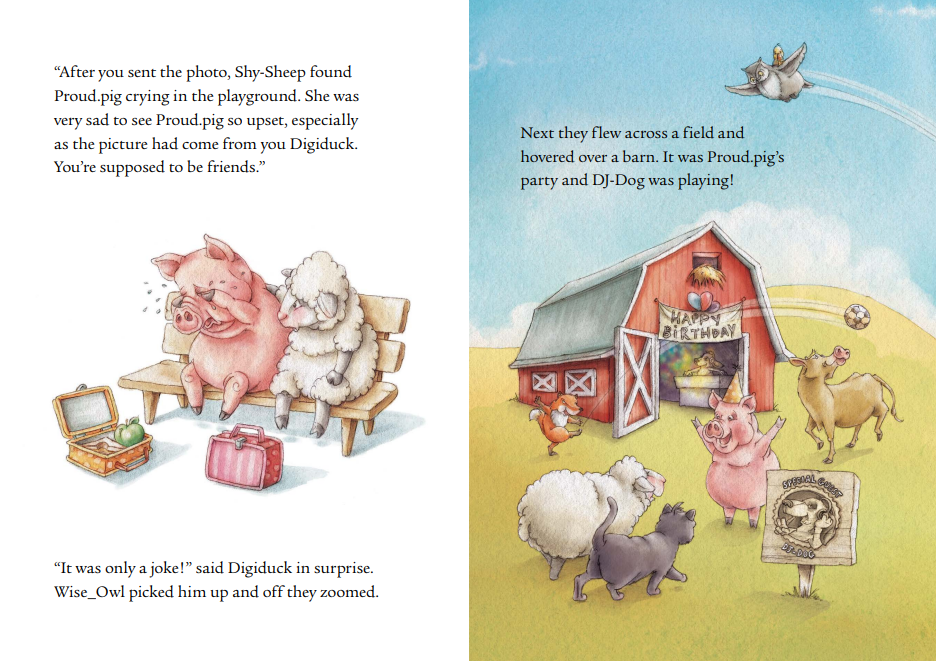 “After you sent the photo, Shy-Sheep found
Proud.pig crying in the playground. She was
very sad to see Proud.pig so upset, especially
as the picture had come from you Digiduck.
You’re supposed to be friends.”
“It was only a joke!” said Digiduck in surprise.
Wise_Owl picked him up and off they zoomed.
Next they flew across a field and
hovered over a barn. It was Proud.pig’s
party and DJ-Dog was playing!
HAPPY
BiRTHDAY
SPECIAL GUEST
DJ-DOG